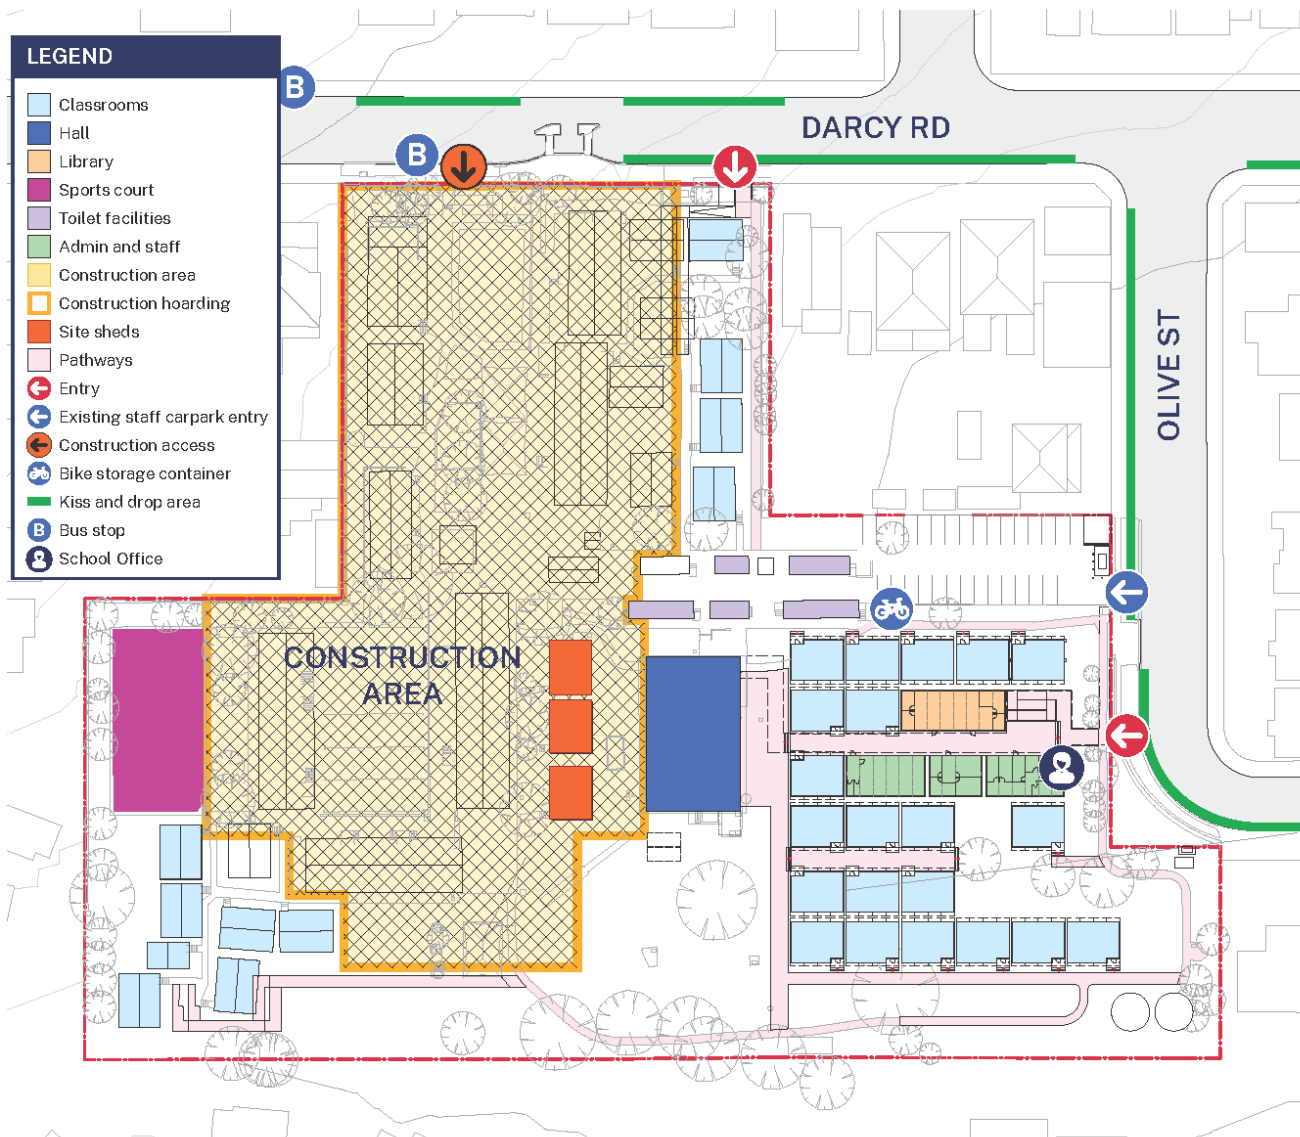 LEGEND
Classrooms
Hall
Library
Sports court
Toilet facilities
Admin and staff
Construction area
Construction hoarding
Site sheds
Pathways
Entry
Existing staff carpark entry
Construction access
Bike storage container
Kiss and drop area
B Bus stop
School Office
B
B
DARCY RD
OLIVE ST
CONSTRUCTION
AREA